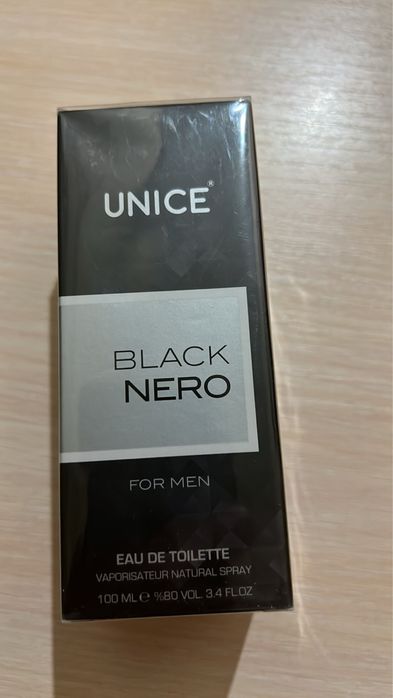 UNICE®
BLACK
NERO
FOR MEN
EAU DE TOILETTE
VAPORISATEUR NATURAL SPRAY
100 ML ℮ %80 VOL. 3.4 FL.OZ